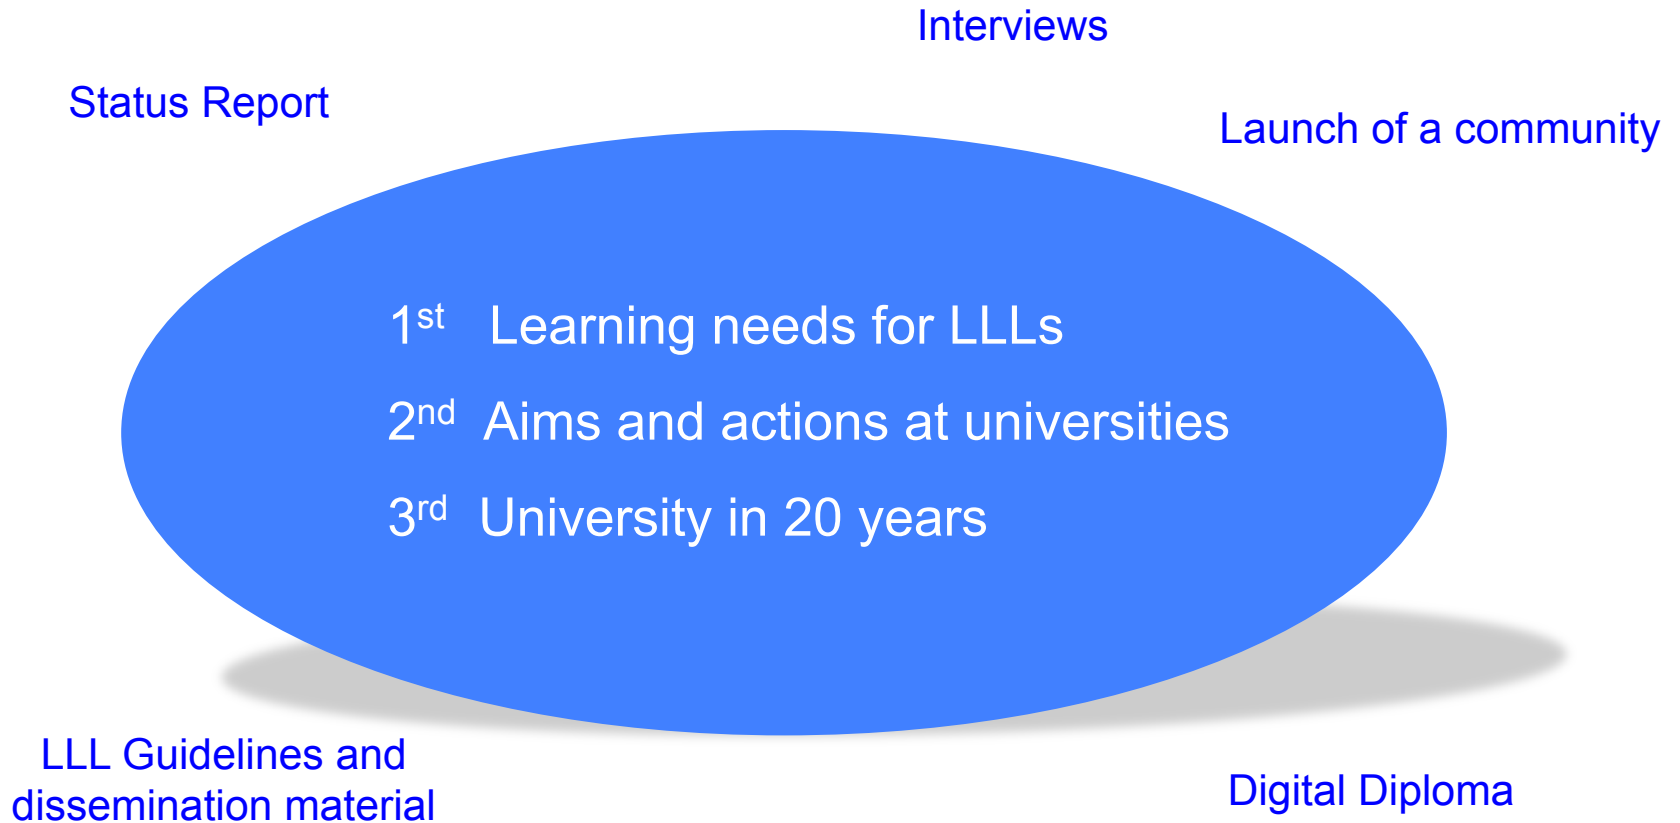 Interviews
Status Report
Launch of a community
1st Learning needs for LLLs
2nd Aims and actions at universities
3rd University in 20 years
LLL Guidelines and
dissemination material
Digital Diploma